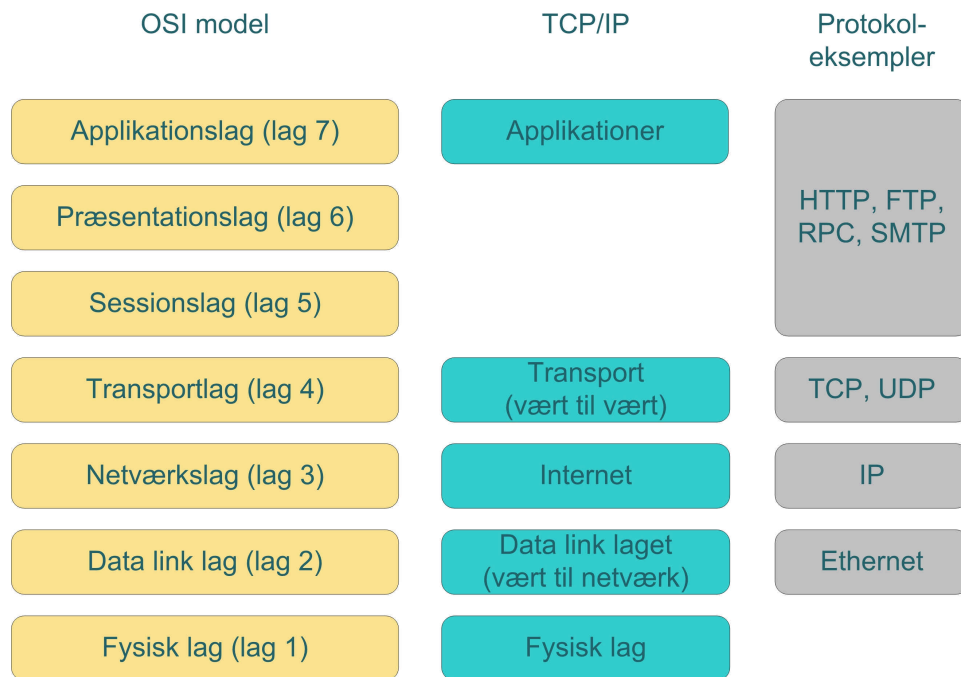 OSI model
TCP/IP
Protokol-
eksempler
Applikationslag (lag 7)
Applikationer
HTTP, FTP,
RPC, SMTP
Præsentationslag (lag 6)
Sessionslag (lag 5)
Transportlag (lag 4)
Transport
(vært til vært)
TCP, UDP
Netværkslag (lag 3)
Internet
IP
Data link lag (lag 2)
Data link laget
(vært til netværk)
Ethernet
Fysisk lag (lag 1)
Fysisk lag